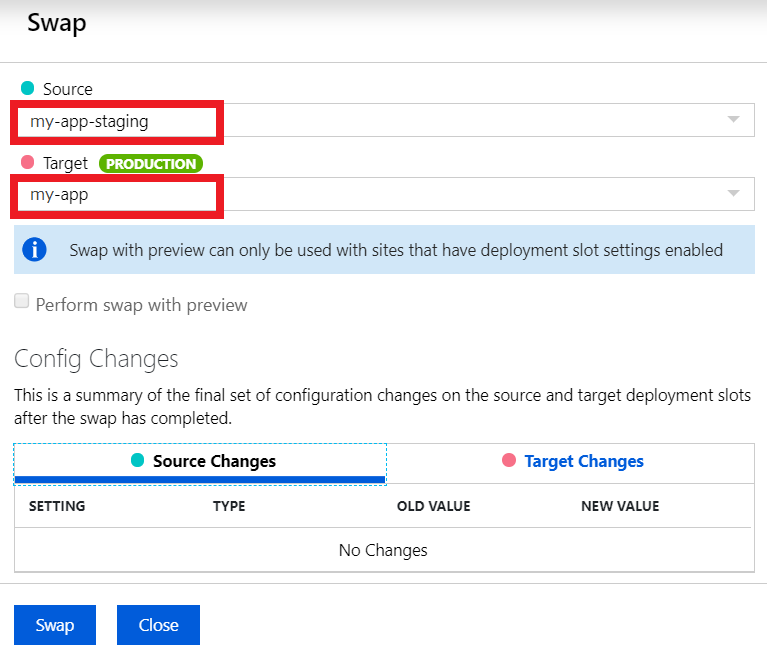 Swap
Source
my-app-staging
Target PRODUCTION
my-app
Swap with preview can only be used with sites that have deployment slot settings enabled
Perform swap with preview
Config Changes
This is a summary of the final set of configuration changes on the source and target deployment slots
after the swap has completed.
Source Changes Target Changes
SETTING TYPE OLD VALUE NEW VALUE
No Changes
Swap Close